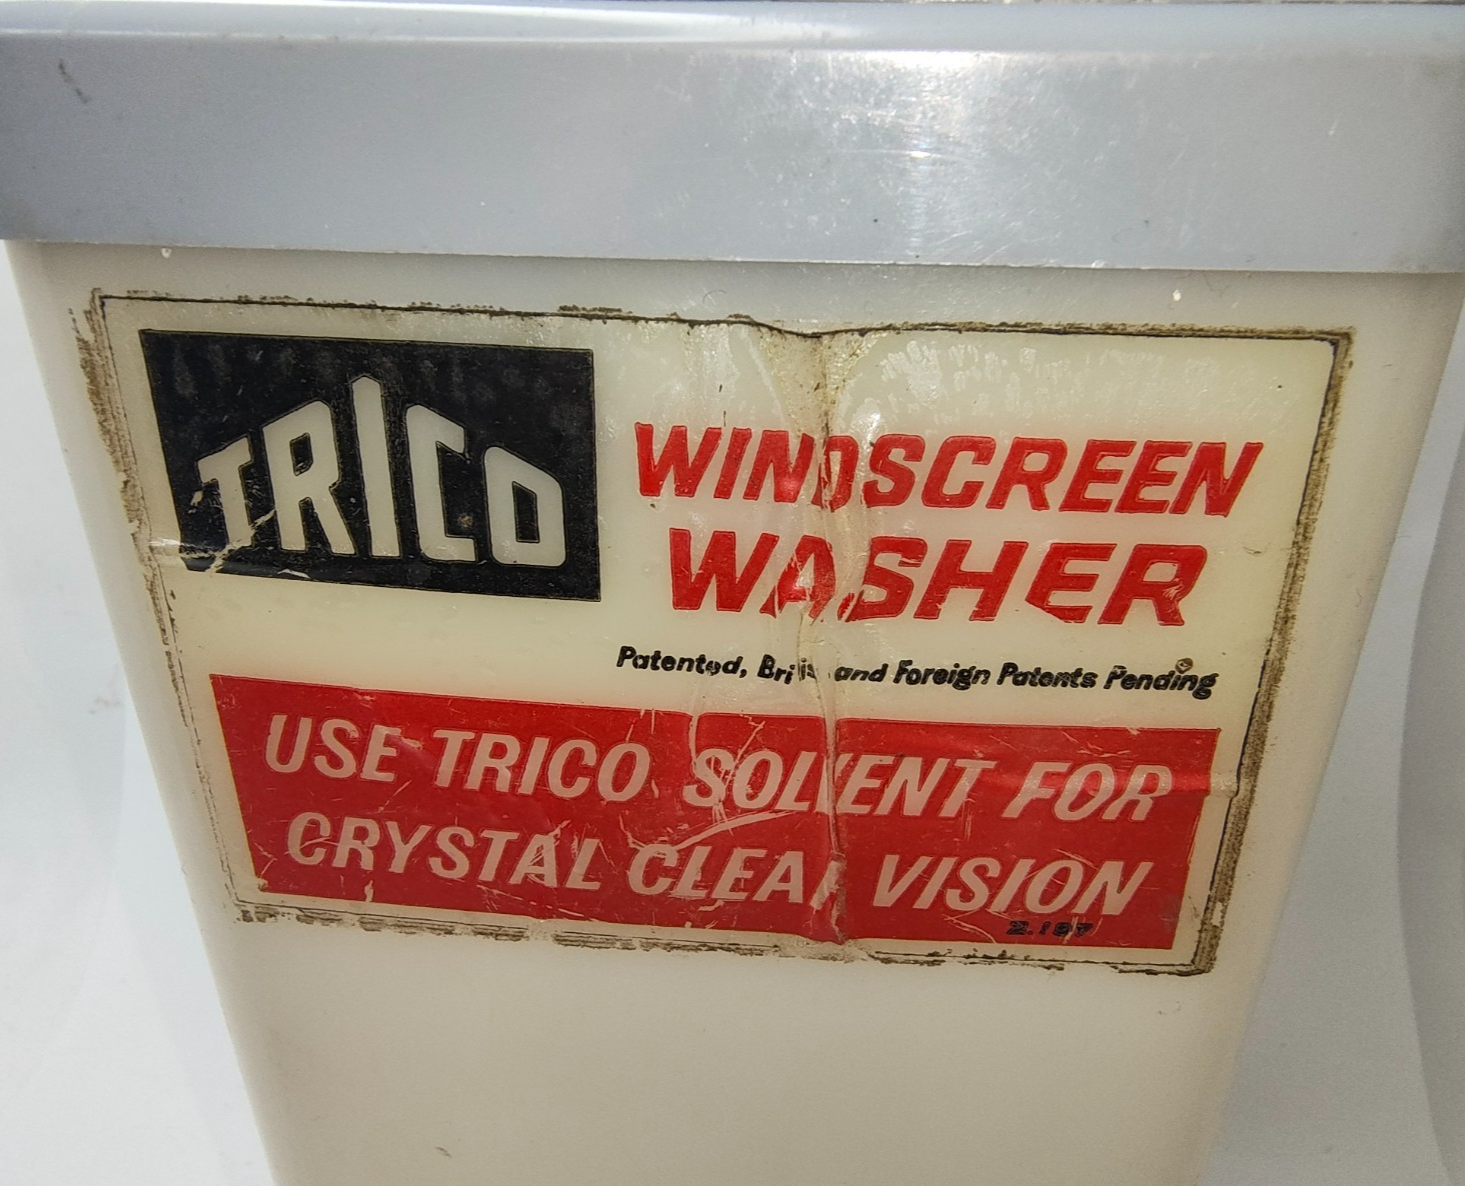 TRICO
WINDSCREEN
WASHER
Patented, and Foreign Patents Pending
USE TRICO SOLVENT FOR
CRYSTAL CLEAR VISION